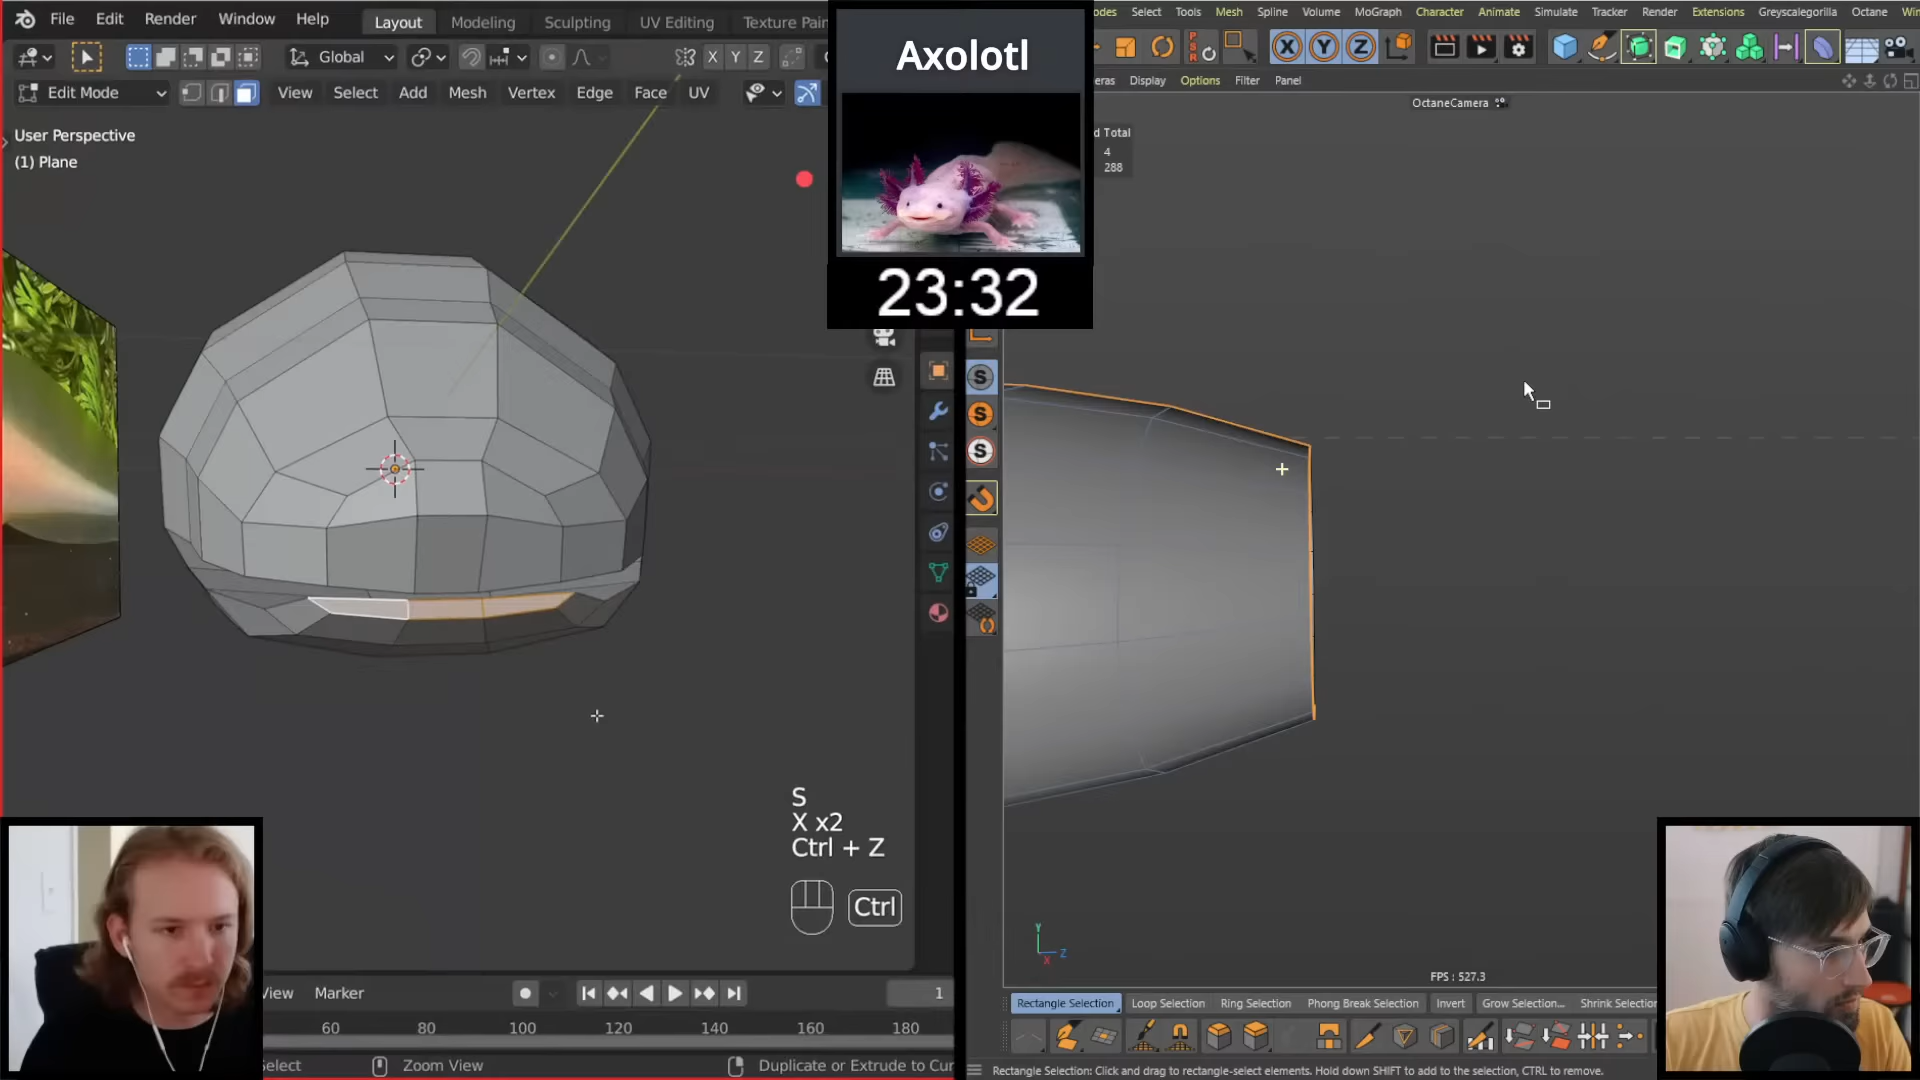 File Edit Render Window Help
Layout Modeling Sculpting UV Editing Texture Pain
Global
X Y Z
Edit Mode View Select Add Mesh Vertex Edge Face UV
User Perspective
(1) Plane
S
X x2
Ctrl + Z
Ctrl
View Marker
1
60 80 100 120 140 160 180
Select Zoom View Duplicate or Extrude to Cur
Axolotl
23:32
odes Select Tools Mesh Spline Volume MoGraph Character Animate Simulate Tracker Render Extensions Greyscalegorilla Octane Win
PSR X Y Z
eras Display Options Filter Panel
OctaneCamera
d Total
4
288
S
S
S
Y
Z
X
FPS : 527.3
Rectangle Selection Loop Selection Ring Selection Phong Break Selection Invert Grow Selection... Shrink Selection
Rectangle Selection: Click and drag to rectangle-select elements. Hold down SHIFT to add to the selection, CTRL to remove.